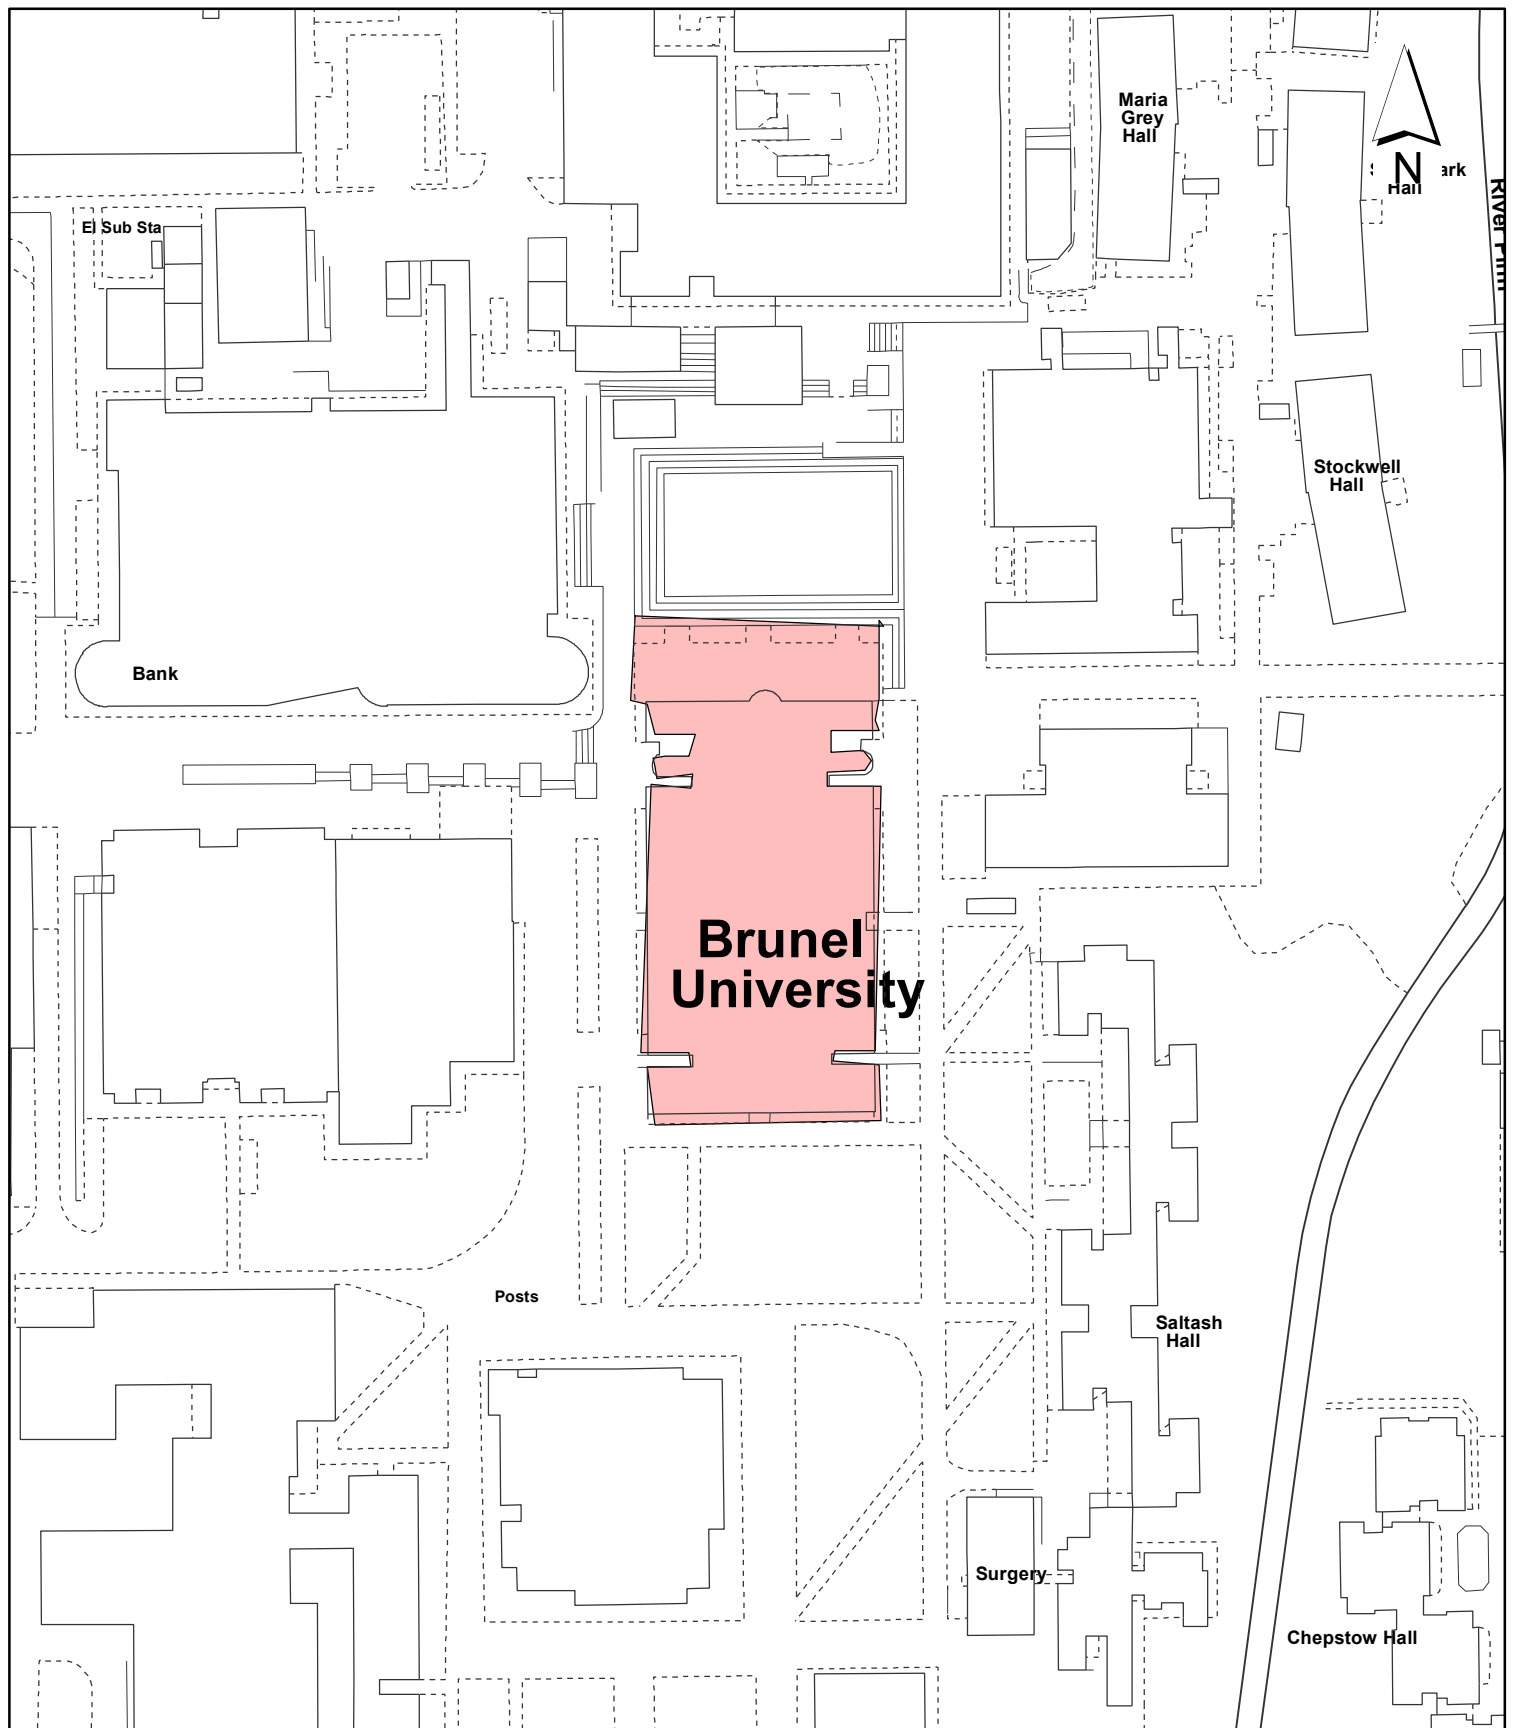 Maria
Grey
Hall
N
ark
Hall
River Pinn
El Sub Sta
Stockwell
Hall
Bank
Brunel
University
Posts
Saltash
Hall
Surgery
Chepstow Hall